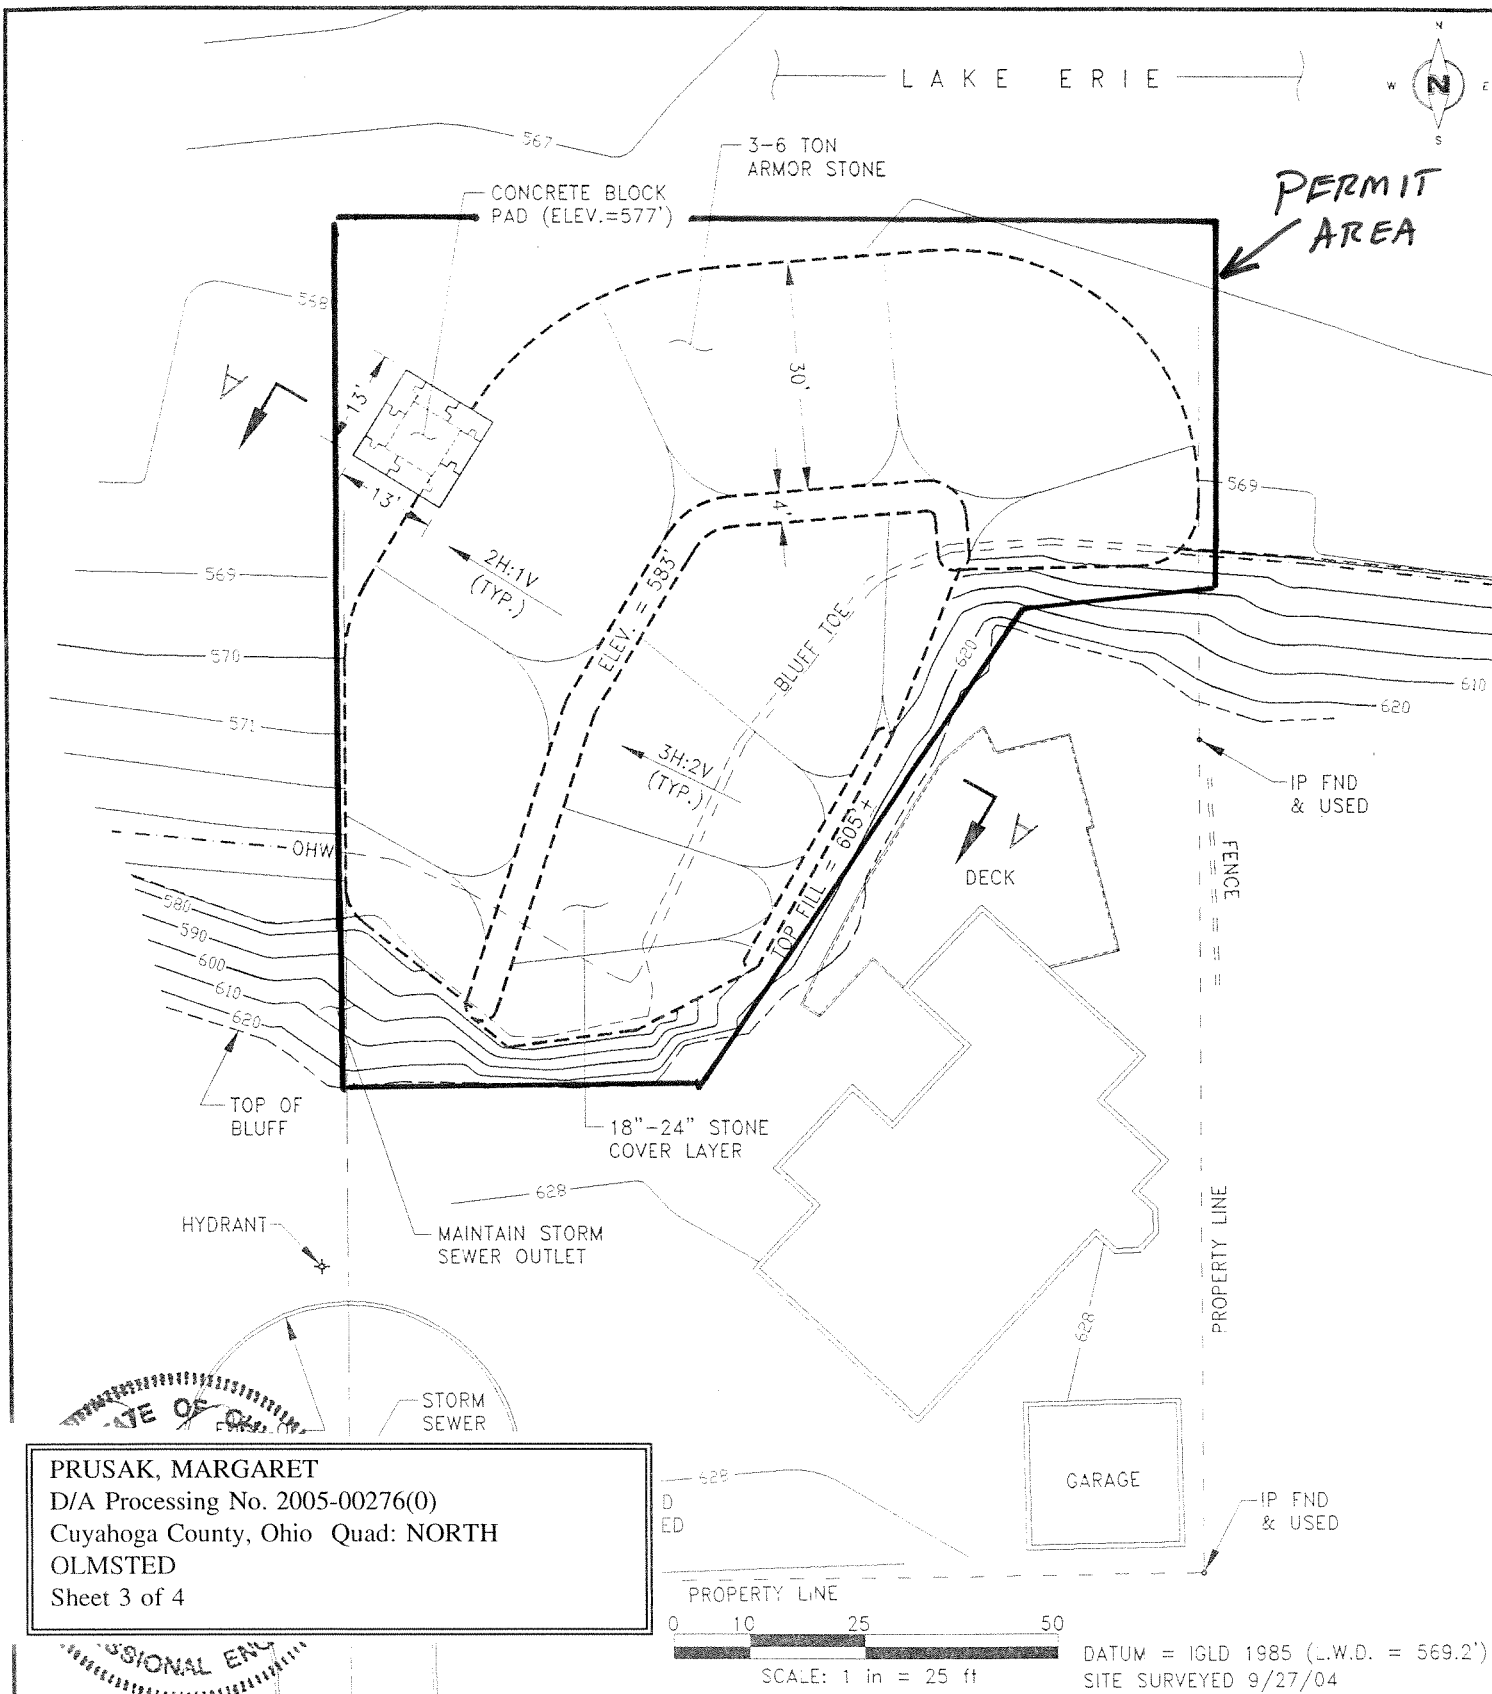 N
W
N
E
S
LAKE ERIE
567
3-6 TON
ARMOR STONE
CONCRETE BLOCK
PAD (ELEV.=577')
PERMIT
AREA
568
A
13'
13'
30'
4'
569
2H:1V
(TYP.)
569
ELEV. = 583'
BLUFF TOE
620
570
610
620
571
3H:2V
(TYP.)
IP FND
& USED
OHW
TOP FILL = 605'±
A
DECK
FENCE
580
590
600
610
620
TOP OF
BLUFF
18"-24" STONE
COVER LAYER
628
HYDRANT
MAINTAIN STORM
SEWER OUTLET
PROPERTY LINE
628
STORM
SEWER
GARAGE
628
D
ED
IP FND
& USED
PRUSAK, MARGARET
D/A Processing No. 2005-00276(0)
Cuyahoga County, Ohio Quad: NORTH
OLMSTED
Sheet 3 of 4
PROPERTY LINE
0 10 25 50
SCALE: 1 in = 25 ft
DATUM = IGLD 1985 (L.W.D. = 569.2')
SITE SURVEYED 9/27/04